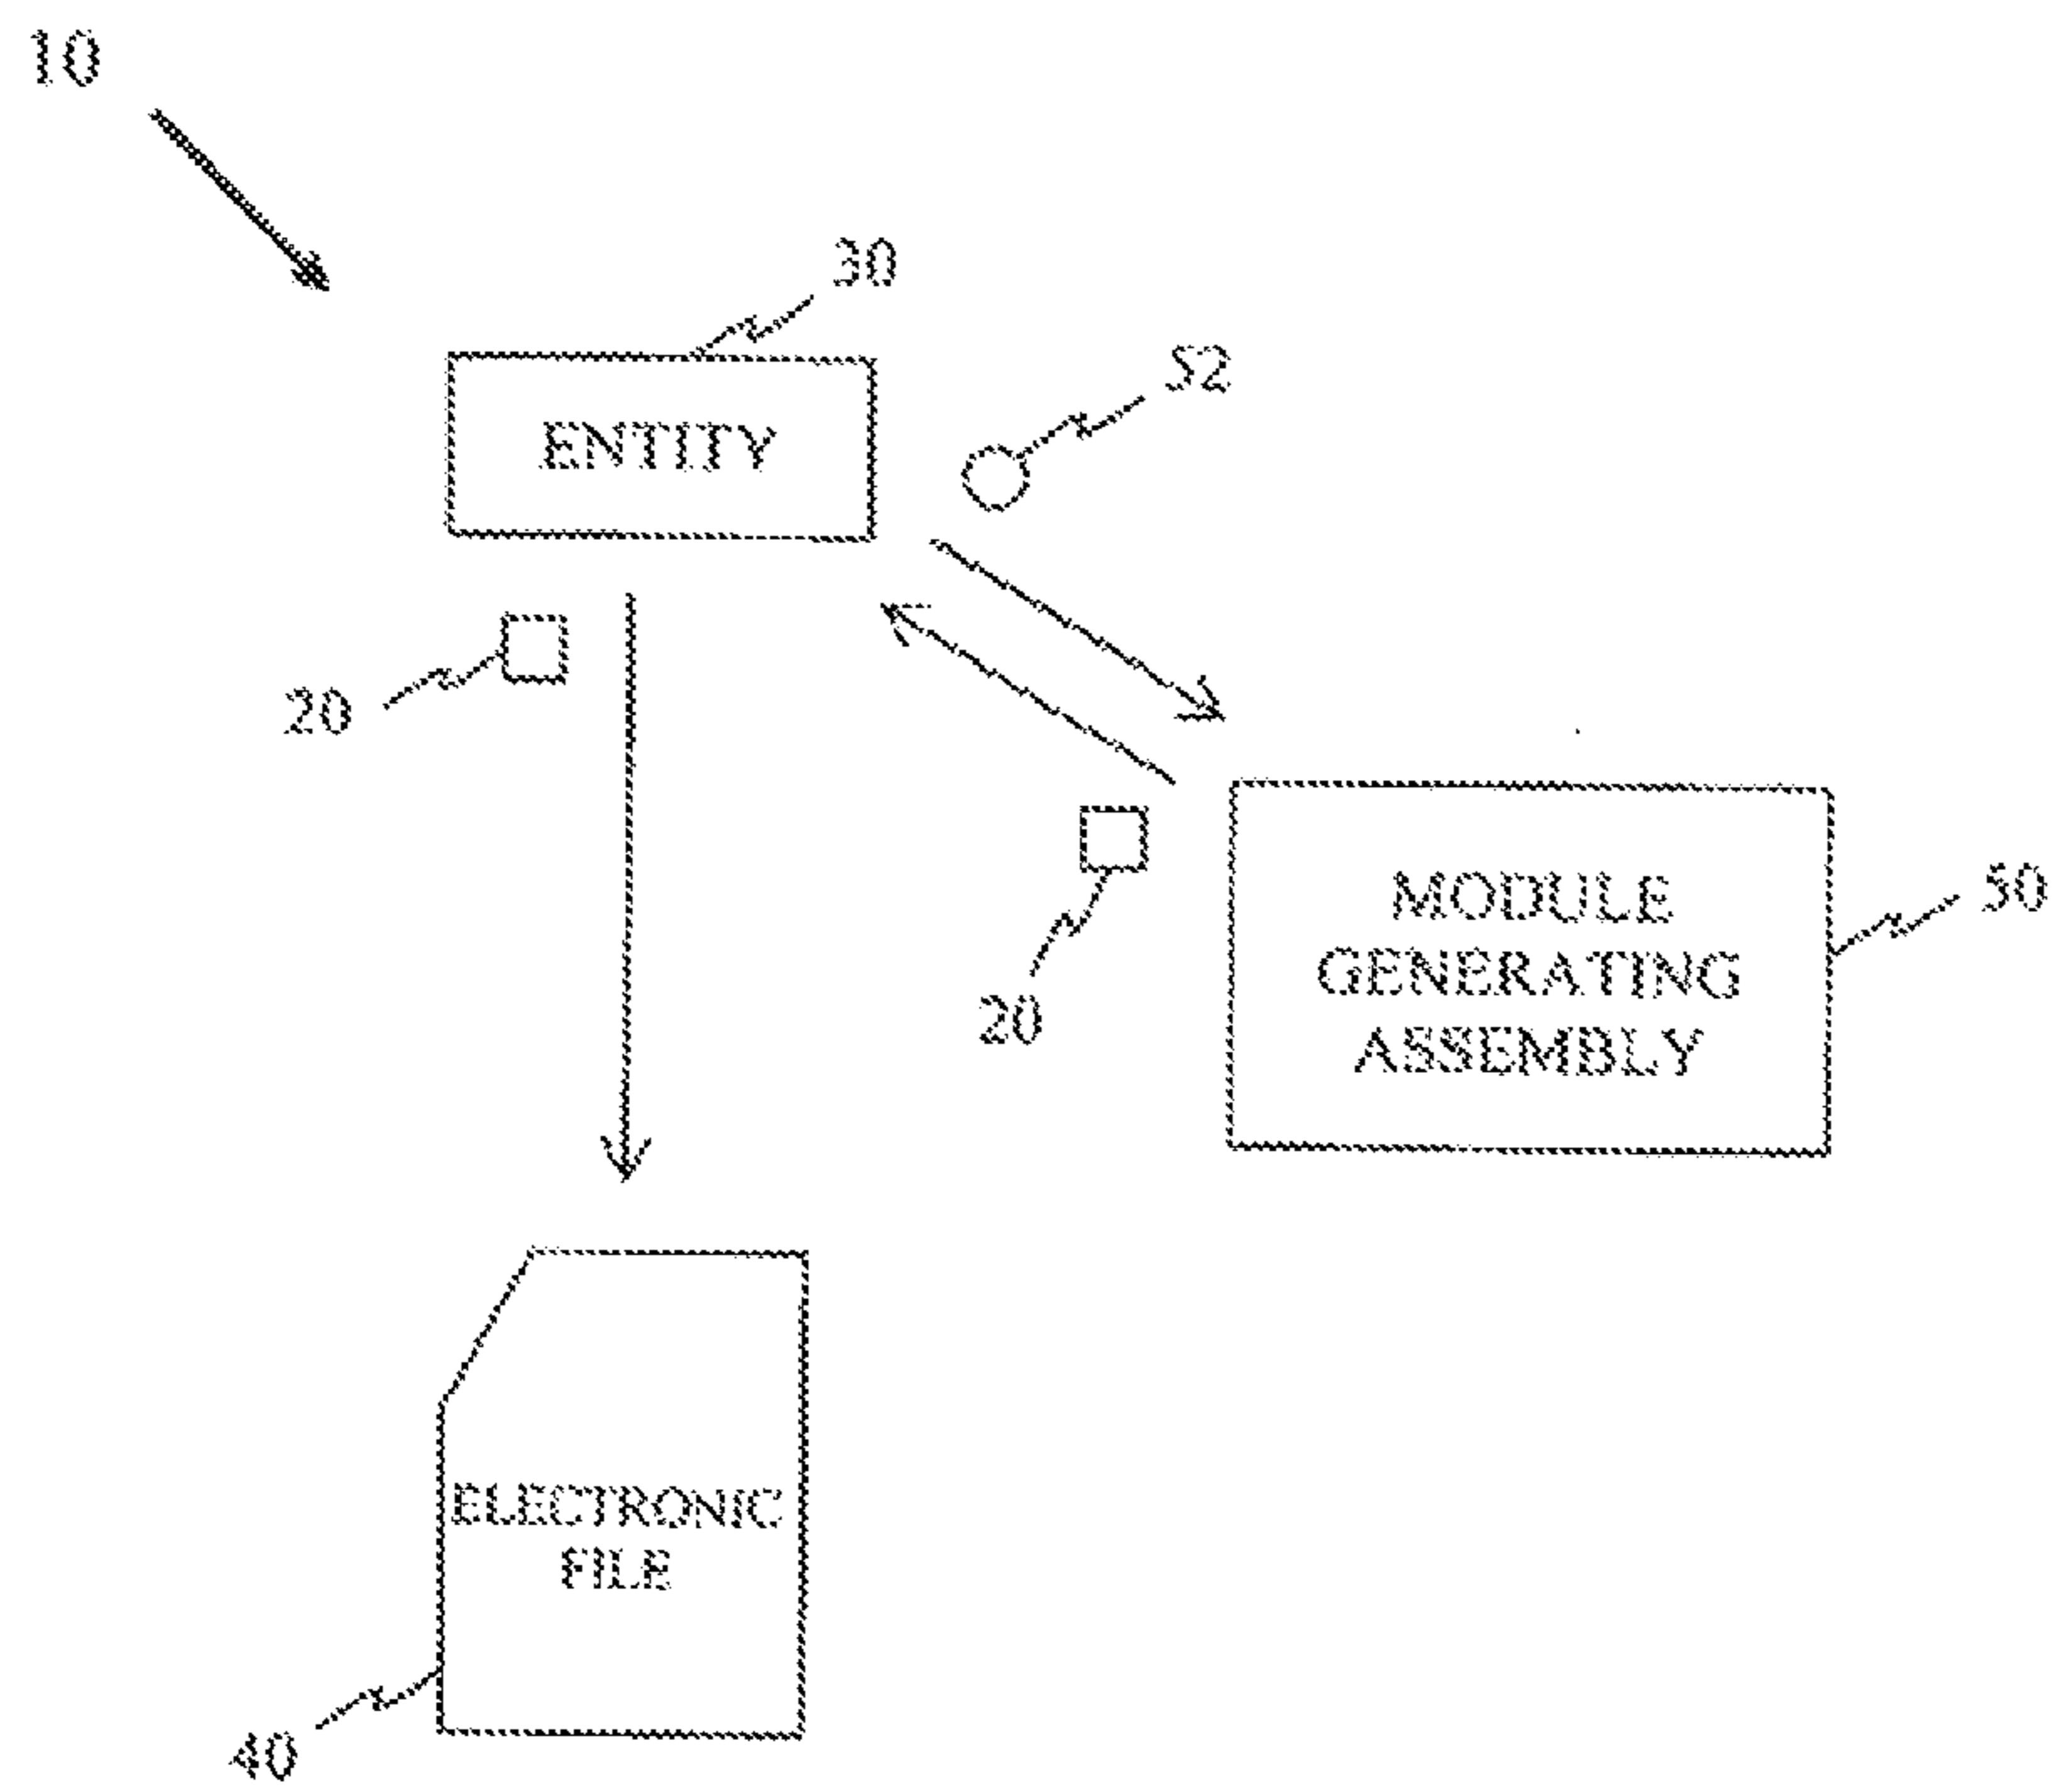 10
30
52
ENTITY
20
50
MODULE
GENERATING
ASSEMBLY
20
ELECTRONIC
FILE
40